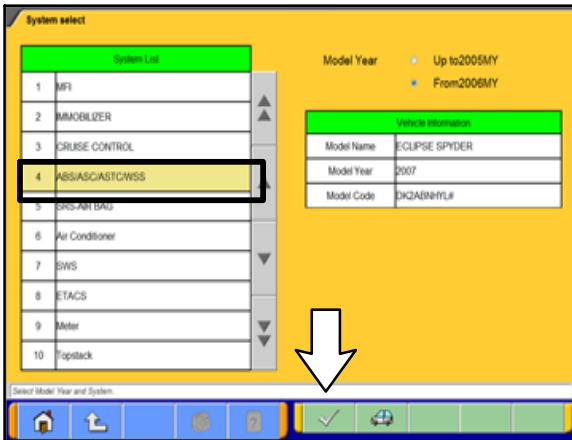 System select
System List
1 MFI
2 IMMOBILIZER
3 CRUISE CONTROL
4 ABS/ASC/ASTC/WSS
5 SRS-AIR BAG
6 Air Conditioner
7 SWS
8 ETACS
9 Meter
10 Topstack
Model Year Up to2005MY
From2006MY
Vehicle Information
Model Name ECLIPSE SPYDER
Model Year 2007
Model Code DK2ABNHYL#
Select Model Year and System.
?